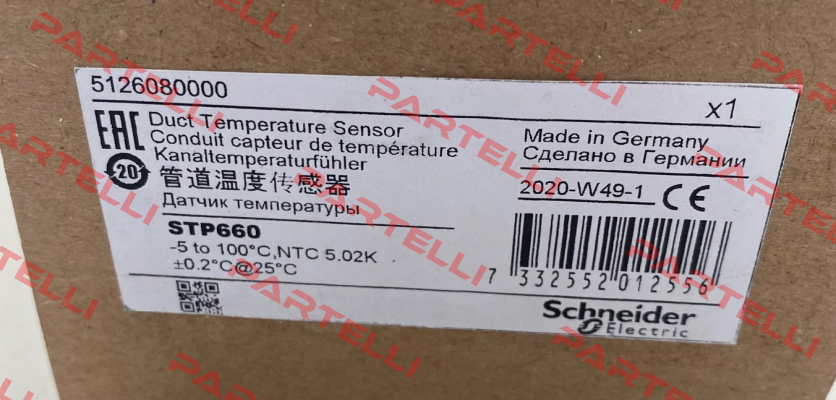 5126080000
x1
EAC
Duct Temperature Sensor
Conduit capteur de température
Kanaltemperaturfühler
20
管道温度传感器
Датчик температуры
Made in Germany
Сделано в Германии
2020-W49-1 CE
STP660
-5 to 100°C,NTC 5.02K
±0.2°C@25°C
7 332552 012556
Schneider
Electric
PARTELLI
PARTELLI
PARTELLI
PARTELLI
PARTELLI
PARTELLI
PARTELLI
PARTELLI